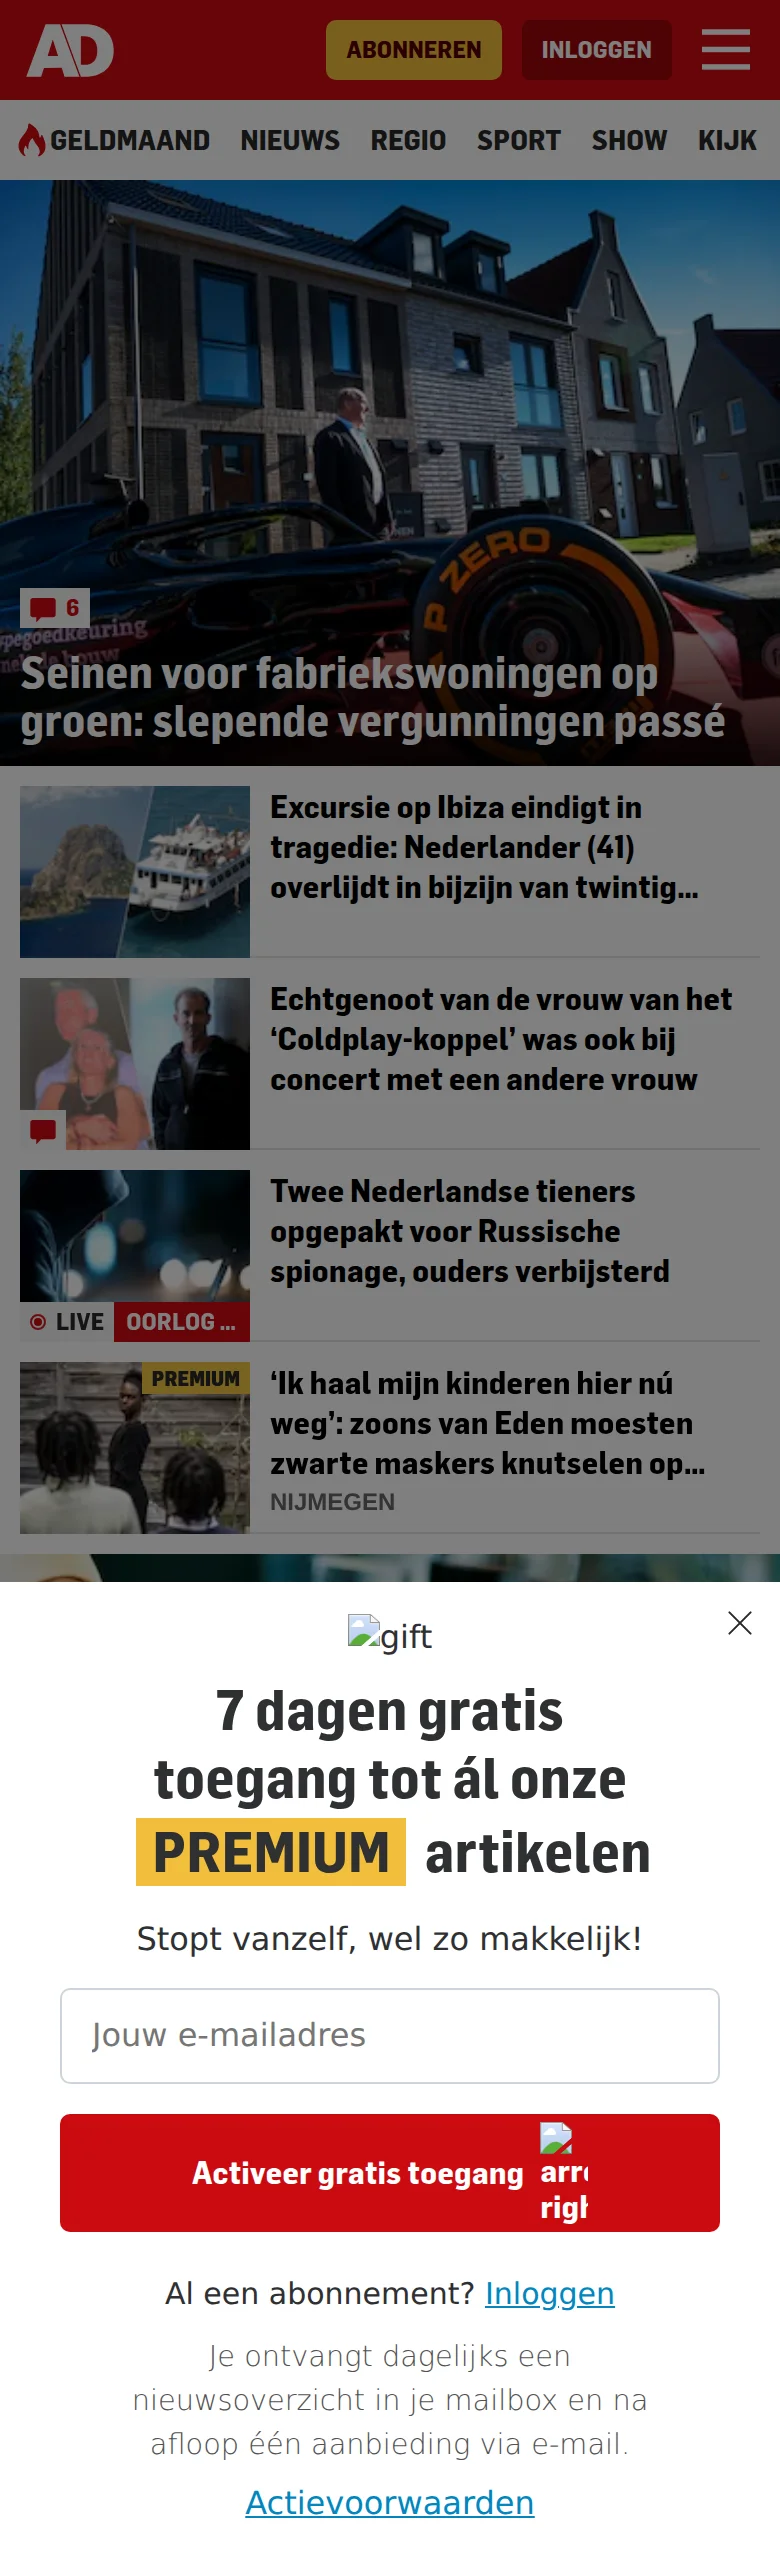 AD
ABONNEREN
INLOGGEN
GELDMAAND NIEUWS REGIO SPORT SHOW KIJK
P ZERO
6
pegoedkeuring
bouw
Seinen voor fabriekswoningen op
groen: slepende vergunningen passé
Excursie op Ibiza eindigt in
tragedie: Nederlander (41)
overlijdt in bijzijn van twintig...
Echtgenoot van de vrouw van het
‘Coldplay-koppel’ was ook bij
concert met een andere vrouw
Twee Nederlandse tieners
opgepakt voor Russische
spionage, ouders verbijsterd
LIVE OORLOG ...
PREMIUM
‘Ik haal mijn kinderen hier nú
weg’: zoons van Eden moesten
zwarte maskers knutselen op...
NIJMEGEN
gift
7 dagen gratis
toegang tot ál onze
PREMIUM artikelen
Stopt vanzelf, wel zo makkelijk!
Jouw e-mailadres
Activeer gratis toegang
Al een abonnement? Inloggen
Je ontvangt dagelijks een
nieuwsoverzicht in je mailbox en na
afloop één aanbieding via e-mail.
Actievoorwaarden